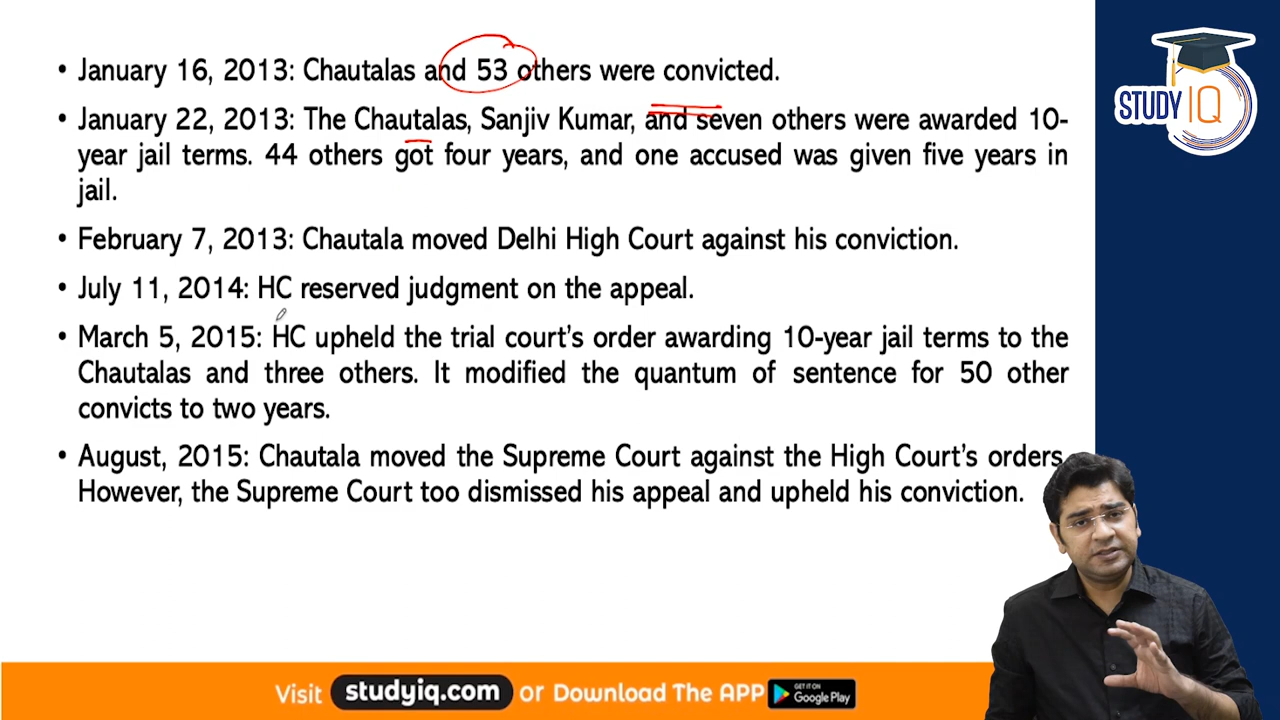 • January 16, 2013: Chautalas and 53 others were convicted.
• January 22, 2013: The Chautalas, Sanjiv Kumar, and seven others were awarded 10-
year jail terms. 44 others got four years, and one accused was given five years in
jail.
• February 7, 2013: Chautala moved Delhi High Court against his conviction.
• July 11, 2014: HC reserved judgment on the appeal.
• March 5, 2015: HC upheld the trial court's order awarding 10-year jail terms to the
Chautalas and three others. It modified the quantum of sentence for 50 other
convicts to two years.
• August, 2015: Chautala moved the Supreme Court against the High Court's orders.
However, the Supreme Court too dismissed his appeal and upheld his conviction.
STUDY IQ
Visit studyiq.com or Download The APP GET IT ON Google Play